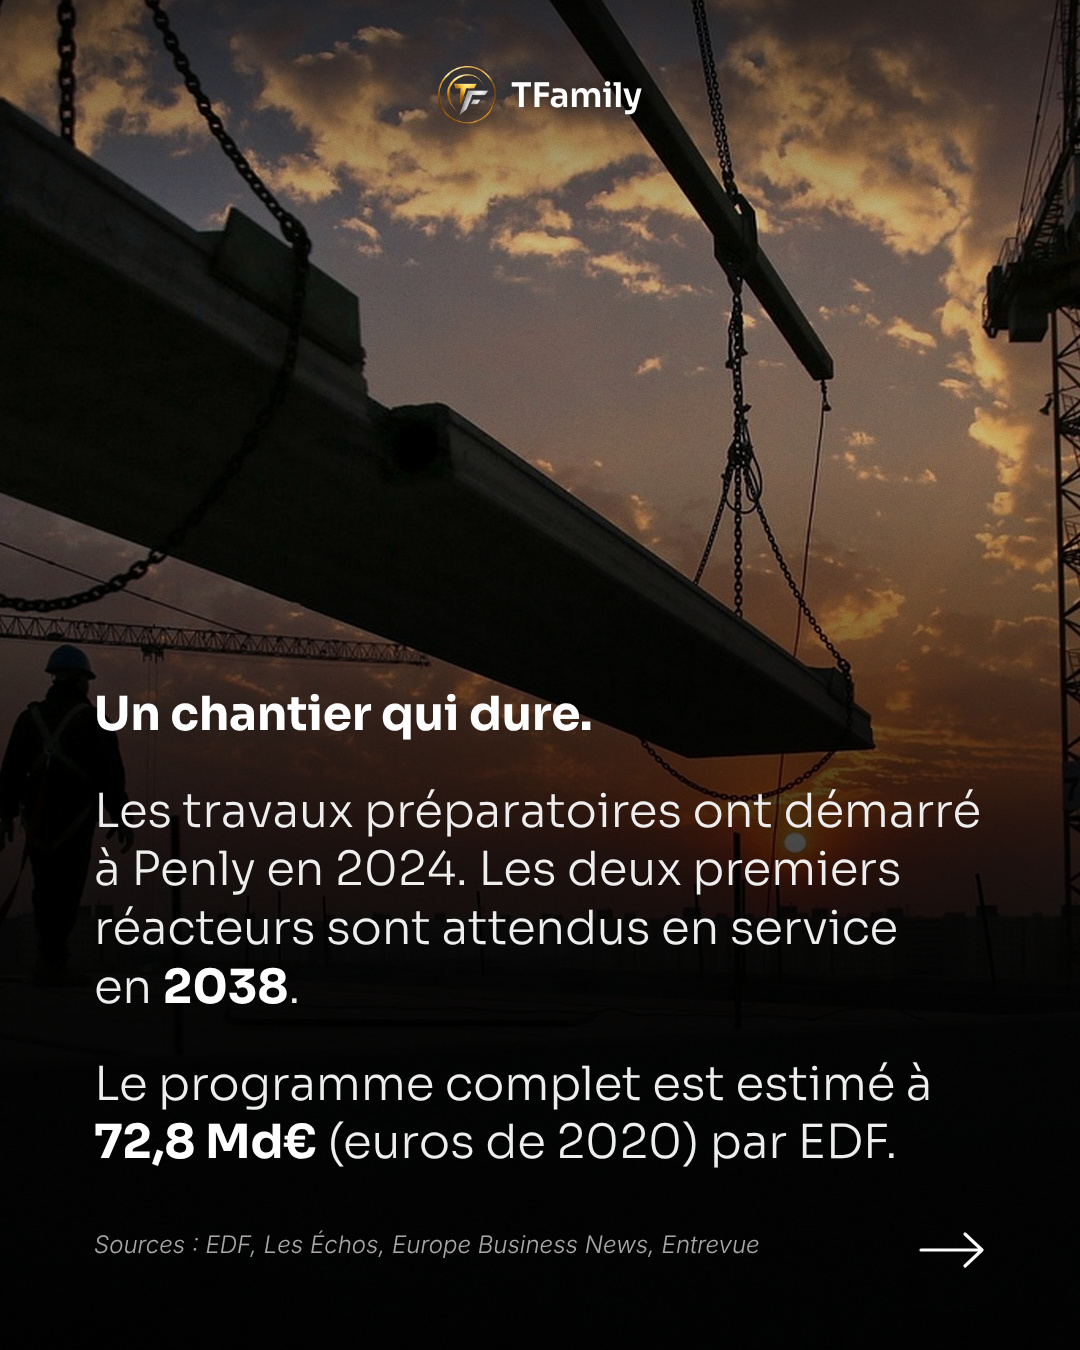 TF TFamily
Un chantier qui dure.
Les travaux préparatoires ont démarré
à Penly en 2024. Les deux premiers
réacteurs sont attendus en service
en 2038.
Le programme complet est estimé à
72,8 Md€ (euros de 2020) par EDF.
Sources : EDF, Les Échos, Europe Business News, Entrevue